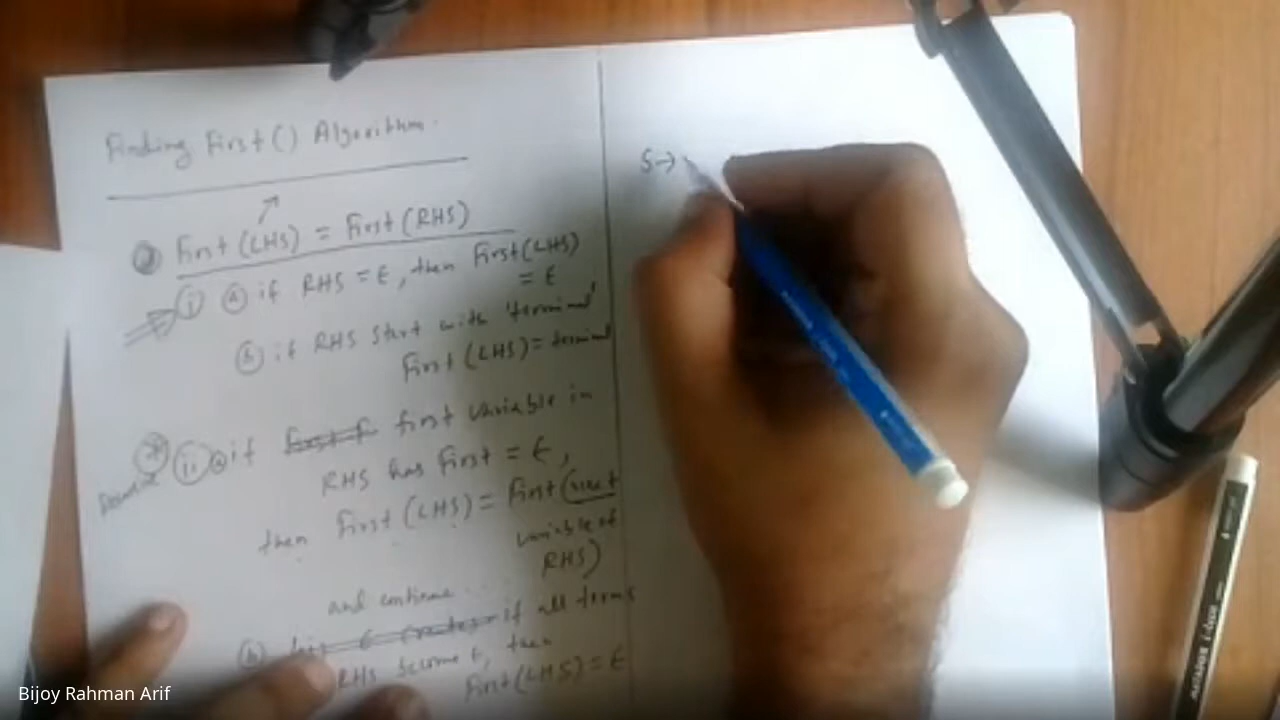 Finding First() Algorithm.
First (LHS) = First (RHS)
(i) (a) if RHS = ϵ, then First(LHS)
= ϵ
(b) if RHS start with 'terminal'
First (LHS) = terminal
(ii) (a) if first variable in
RHS has First = ϵ,
then First (LHS) = First (next
variable of
RHS)
and continue...
(b) if all terms
RHS become ϵ, then
First(LHS) = ϵ
S→
Bijoy Rahman Arif